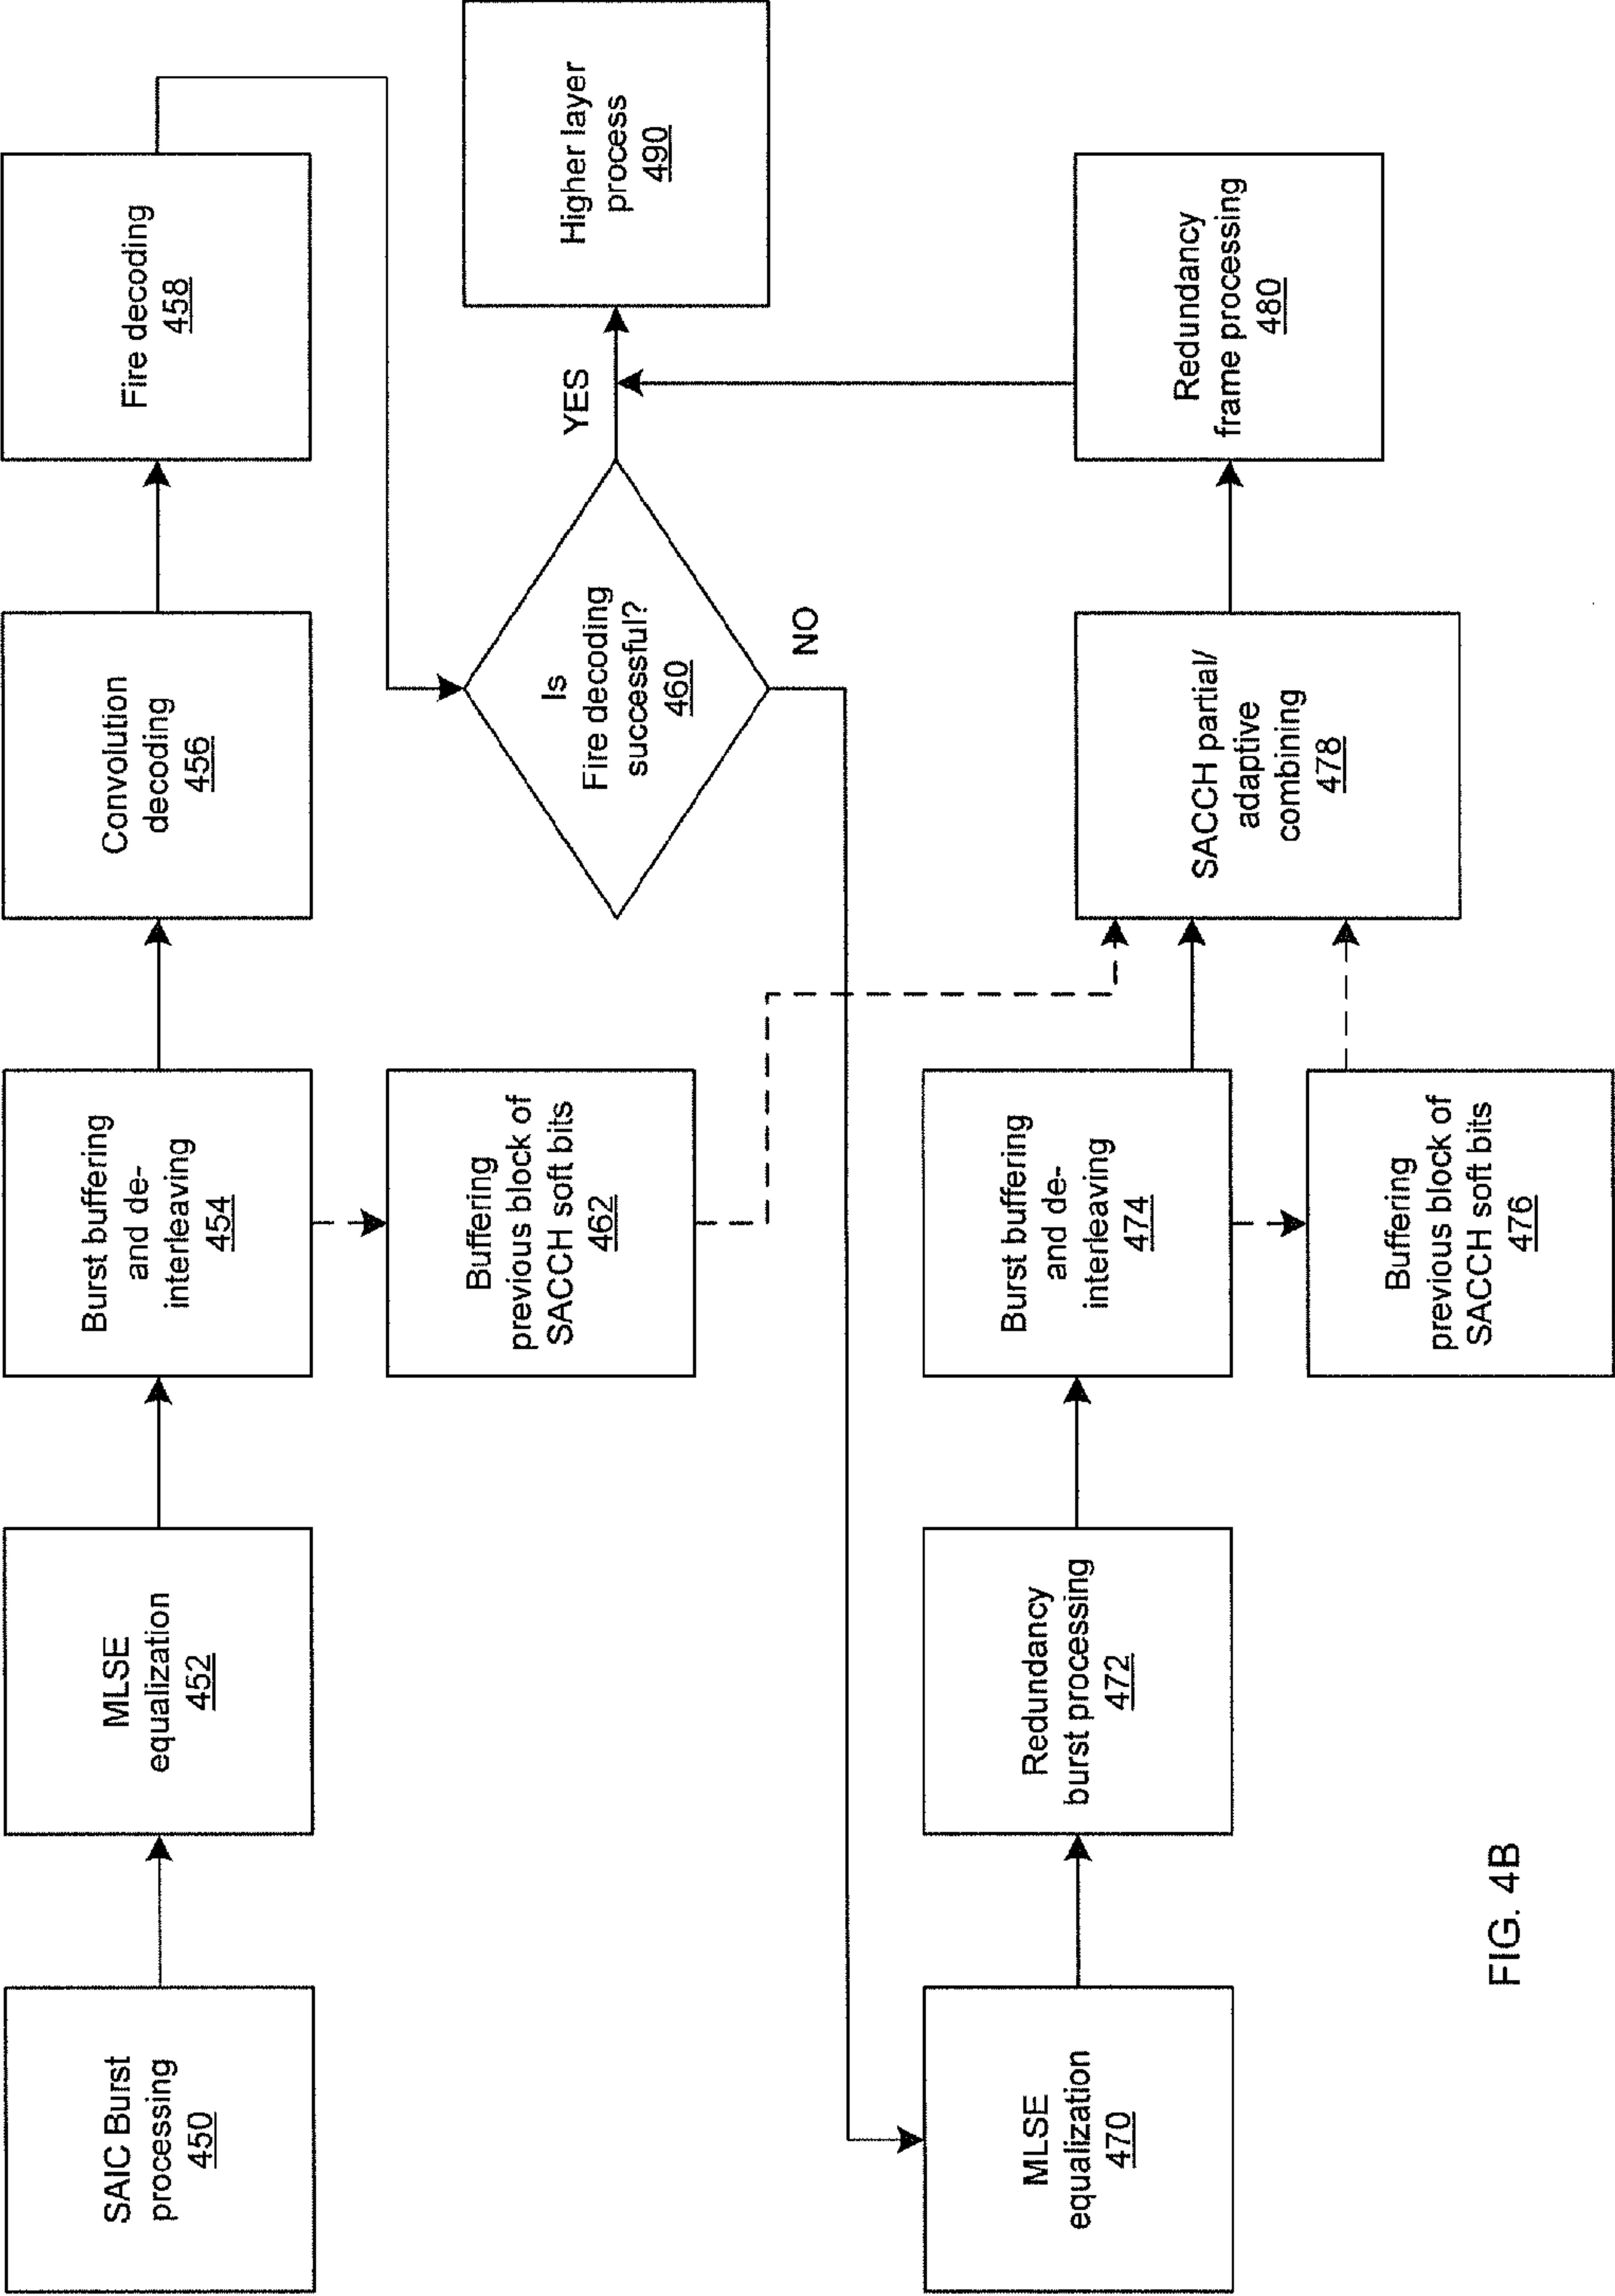 SAIC Burst
processing
450
MLSE
equalization
452
Burst buffering
and de-
interleaving
454
Convolution
decoding
456
Fire decoding
458
Buffering
previous block of
SACCH soft bits
462
Is
Fire decoding
successful?
460
YES
NO
Higher layer
process
490
MLSE
equalization
470
Redundancy
burst processing
472
Burst buffering
and de-
interleaving
474
Buffering
previous block of
SACCH soft bits
476
SACCH partial/
adaptive
combining
478
Redundancy
frame processing
480
FIG. 4B